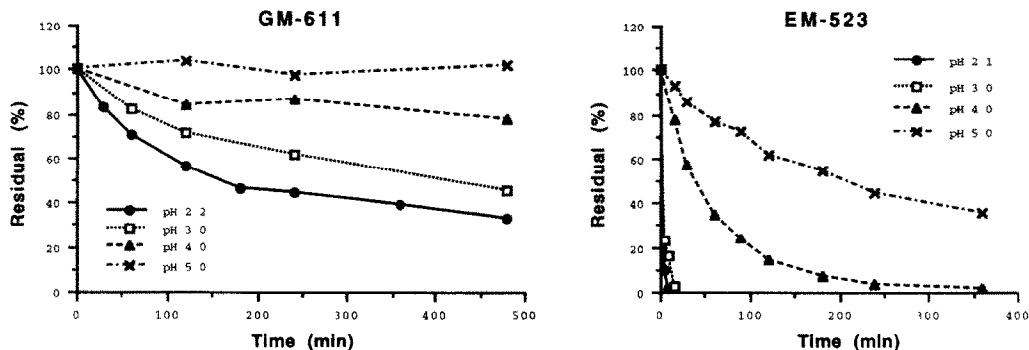 GM-611
120
100
80
60
40
20
0
Residual (%)
pH 2 2
pH 3 0
pH 4 0
pH 5 0
0 100 200 300 400 500
Time (min)
EM-523
120
100
80
60
40
20
0
Residual (%)
pH 2 1
pH 3 0
pH 4 0
pH 5 0
0 100 200 300 400
Time (min)